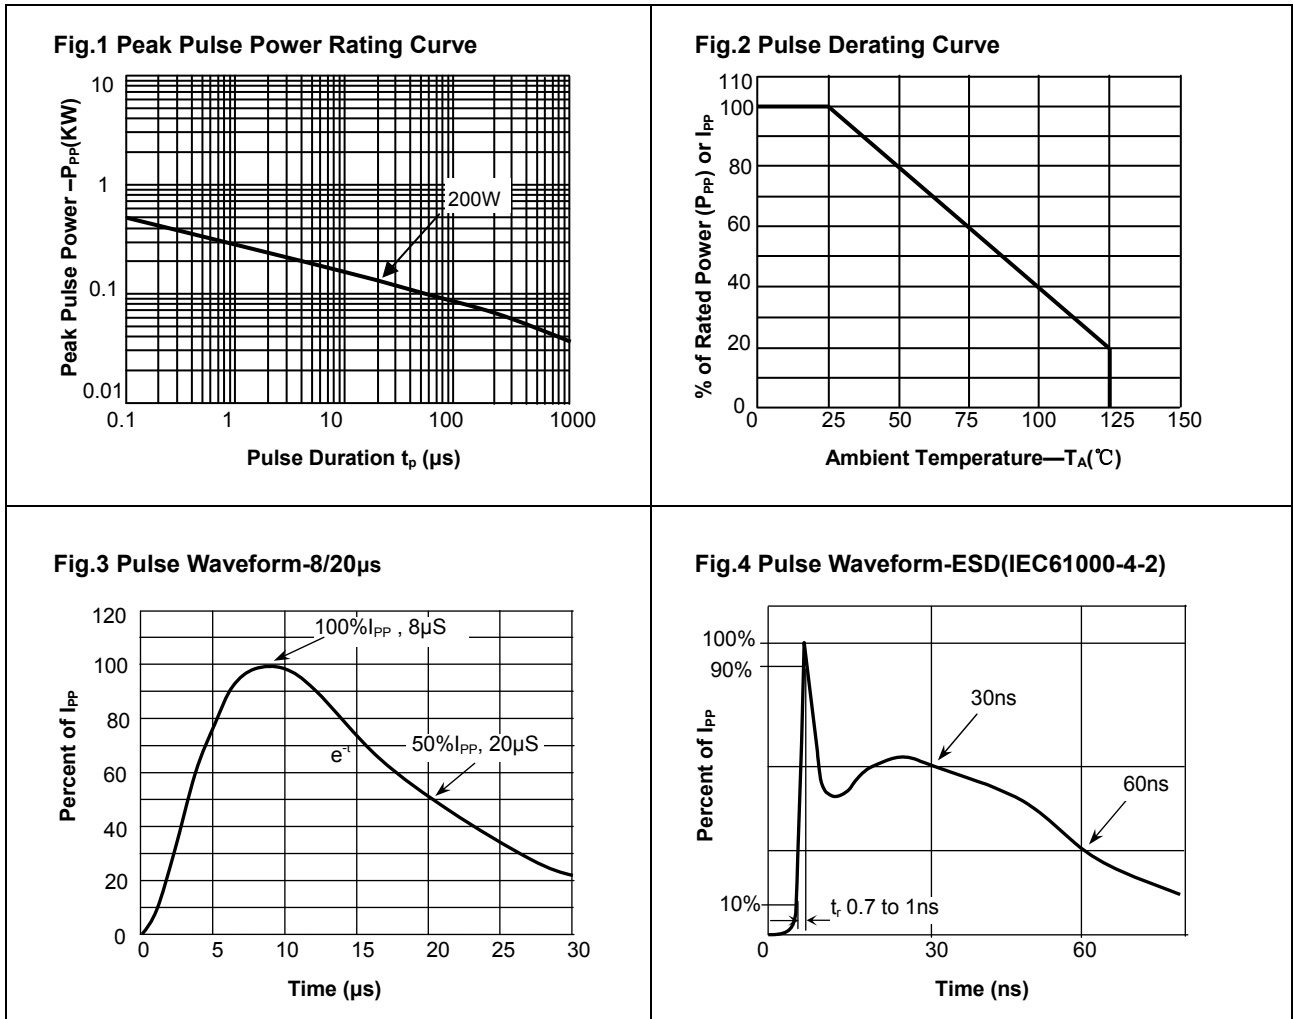 Fig.1 Peak Pulse Power Rating Curve
Peak Pulse Power –PPP(KW)
10
1
0.1
0.01
200W
0.1 1 10 100 1000
Pulse Duration tp (µs)
Fig.2 Pulse Derating Curve
% of Rated Power (PPP) or IPP
110
100
80
60
40
20
0
0 25 50 75 100 125 150
Ambient Temperature—TA(℃)
Fig.3 Pulse Waveform-8/20µs
Percent of IPP
120
100
80
60
40
20
0
100%IPP , 8µS
e-t
50%IPP, 20µS
0 5 10 15 20 25 30
Time (µs)
Fig.4 Pulse Waveform-ESD(IEC61000-4-2)
Percent of IPP
100%
90%
10%
30ns
60ns
tr 0.7 to 1ns
0 30 60
Time (ns)